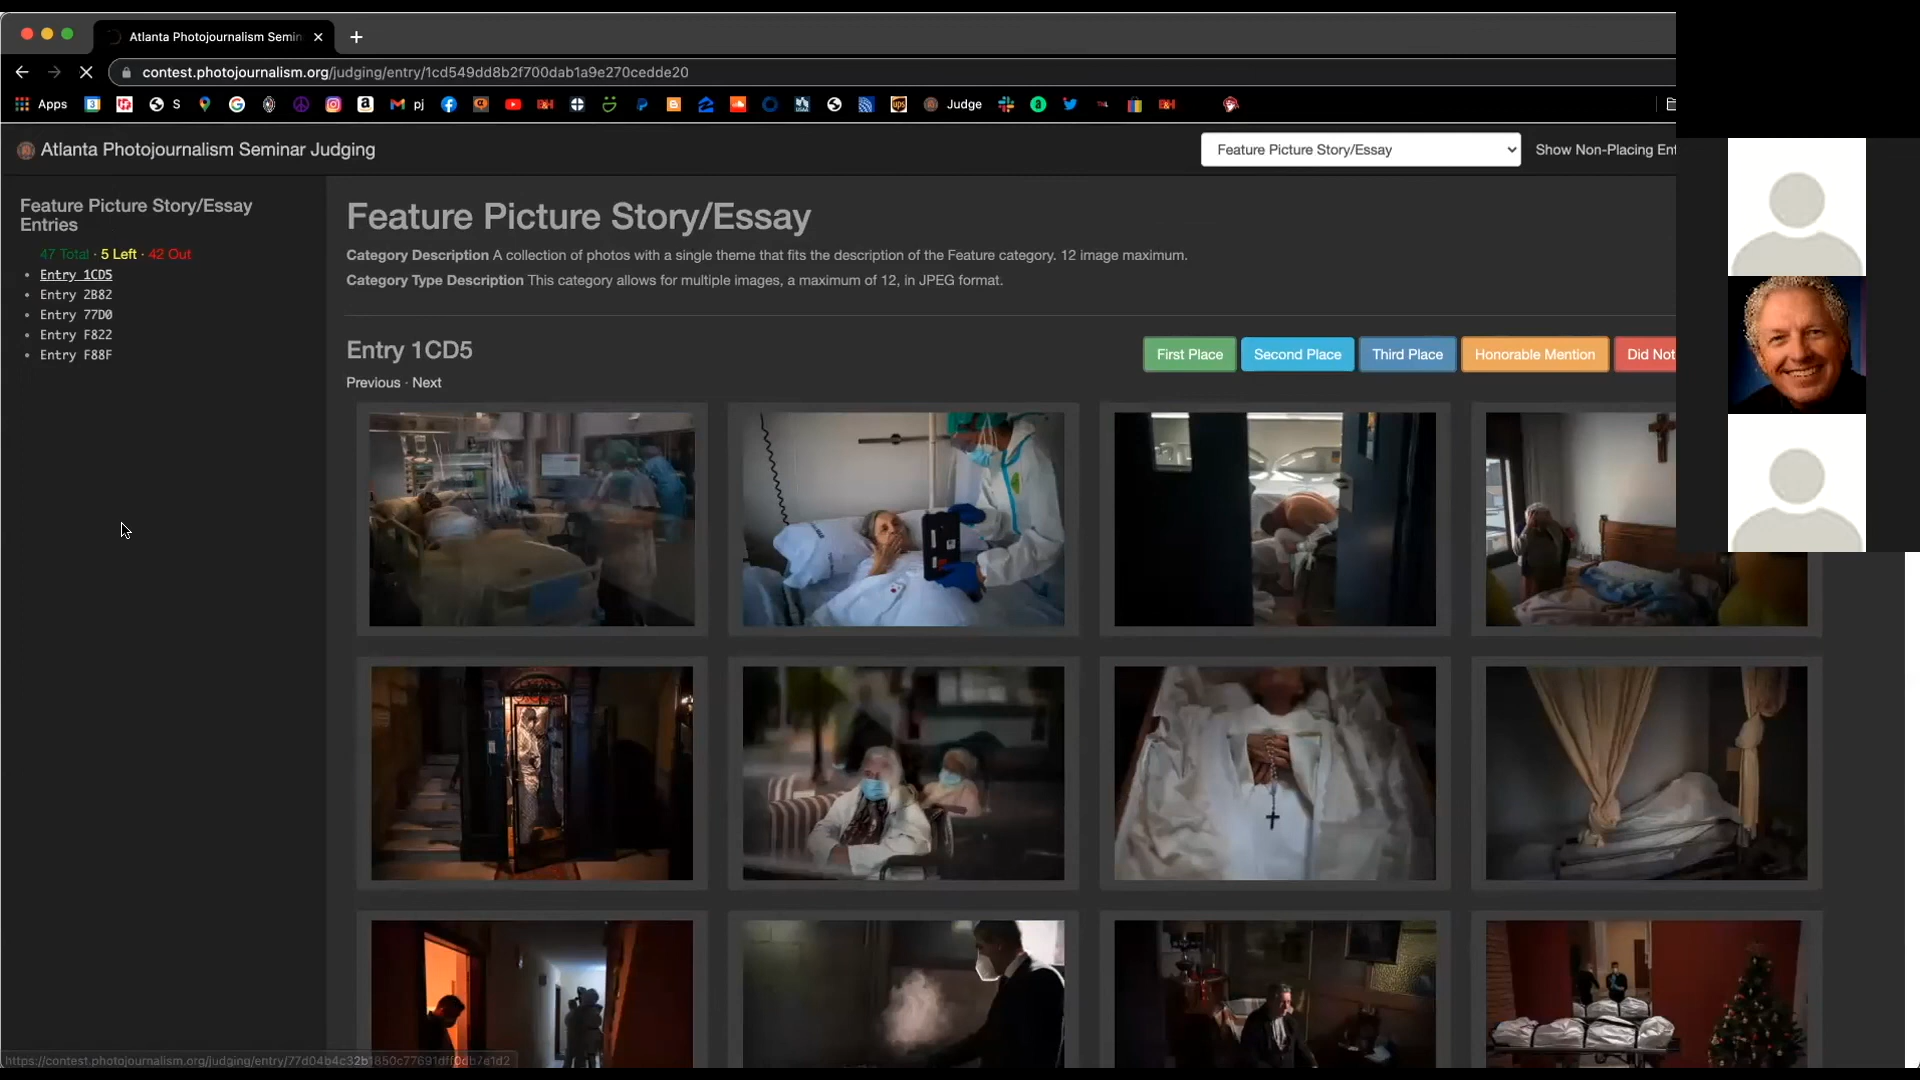 Atlanta Photojournalism Semin
contest.photojournalism.org/judging/entry/1cd549dd8b2f700dab1a9e270cedde20
Apps S pj Judge
Atlanta Photojournalism Seminar Judging
Feature Picture Story/Essay
Show Non-Placing Ent
Feature Picture Story/Essay
Entries
47 Total · 5 Left · 42 Out
Entry 1CD5
Entry 2B82
Entry 77D0
Entry F822
Entry F88F
Feature Picture Story/Essay
Category Description A collection of photos with a single theme that fits the description of the Feature category. 12 image maximum.
Category Type Description This category allows for multiple images, a maximum of 12, in JPEG format.
Entry 1CD5
First Place
Second Place
Third Place
Honorable Mention
Did Not
Previous · Next